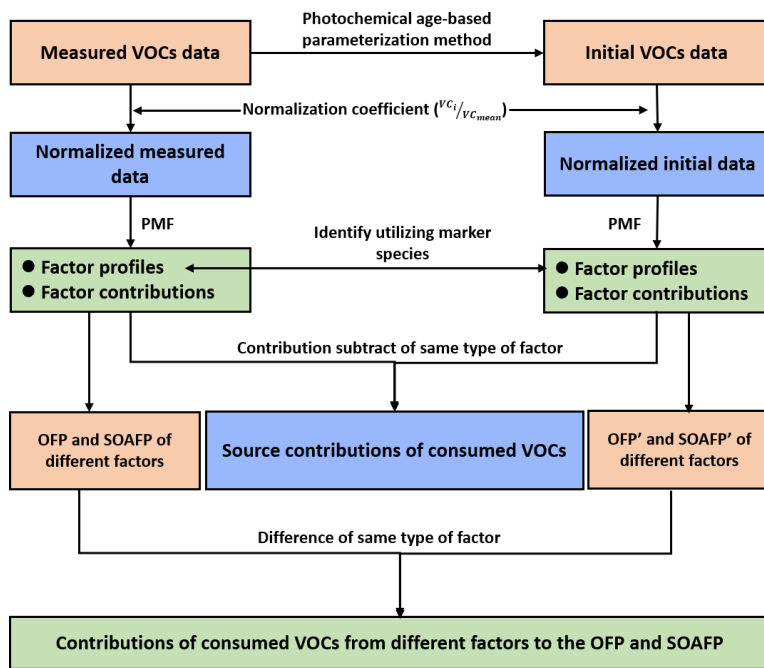 Photochemical age-based
parameterization method
Measured VOCs data
Initial VOCs data
Normalization coefficient (VCi/VCmean)
Normalized measured
data
Normalized initial data
PMF
PMF
Identify utilizing marker
species
● Factor profiles
● Factor contributions
● Factor profiles
● Factor contributions
Contribution subtract of same type of factor
OFP and SOAFP of
different factors
Source contributions of consumed VOCs
OFP’ and SOAFP’ of
different factors
Difference of same type of factor
Contributions of consumed VOCs from different factors to the OFP and SOAFP